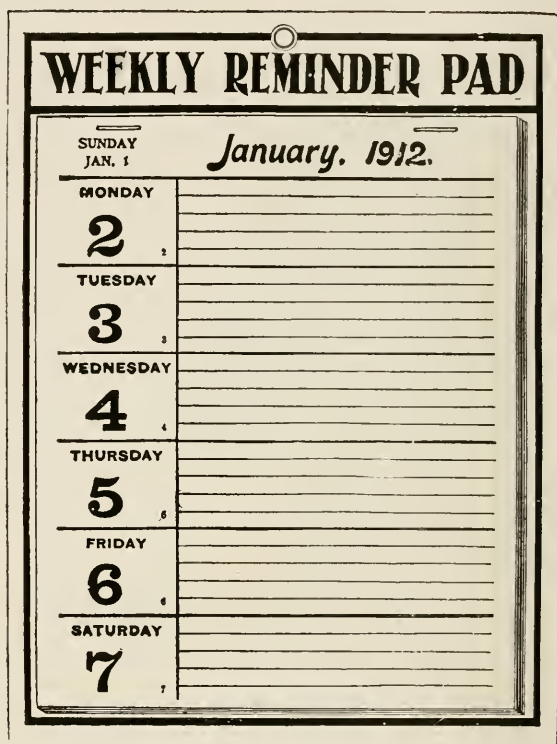 WEEKLY REMINDER PAD
SUNDAY
JAN. 1
January, 1912.
MONDAY
2
2
TUESDAY
3
3
WEDNESDAY
4
4
THURSDAY
5
5
FRIDAY
6
6
SATURDAY
7
7